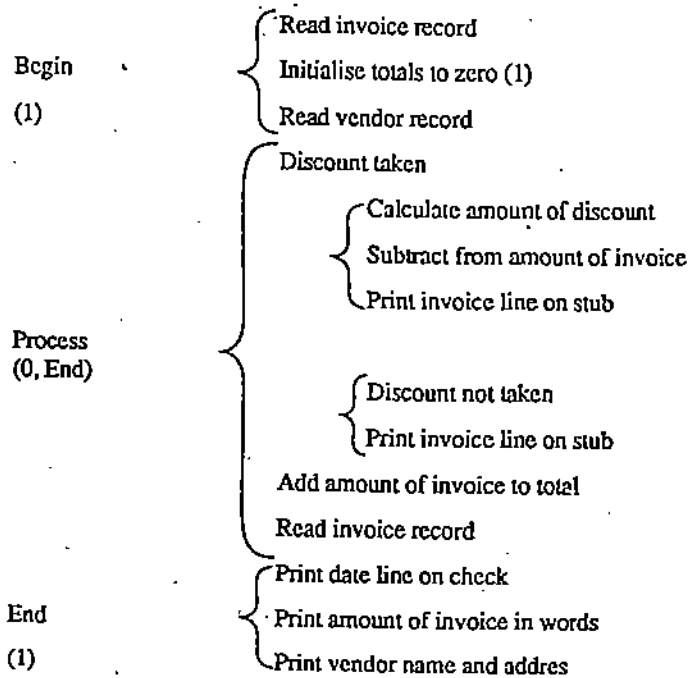 Read invoice record
Begin
Initialise totals to zero (1)
(1)
Read vendor record
Discount taken
Calculate amount of discount
Subtract from amount of invoice
Print invoice line on stub
Process
(0, End)
Discount not taken
Print invoice line on stub
Add amount of invoice to total
Read invoice record
Print date line on check
End
Print amount of invoice in words
(1)
Print vendor name and addres